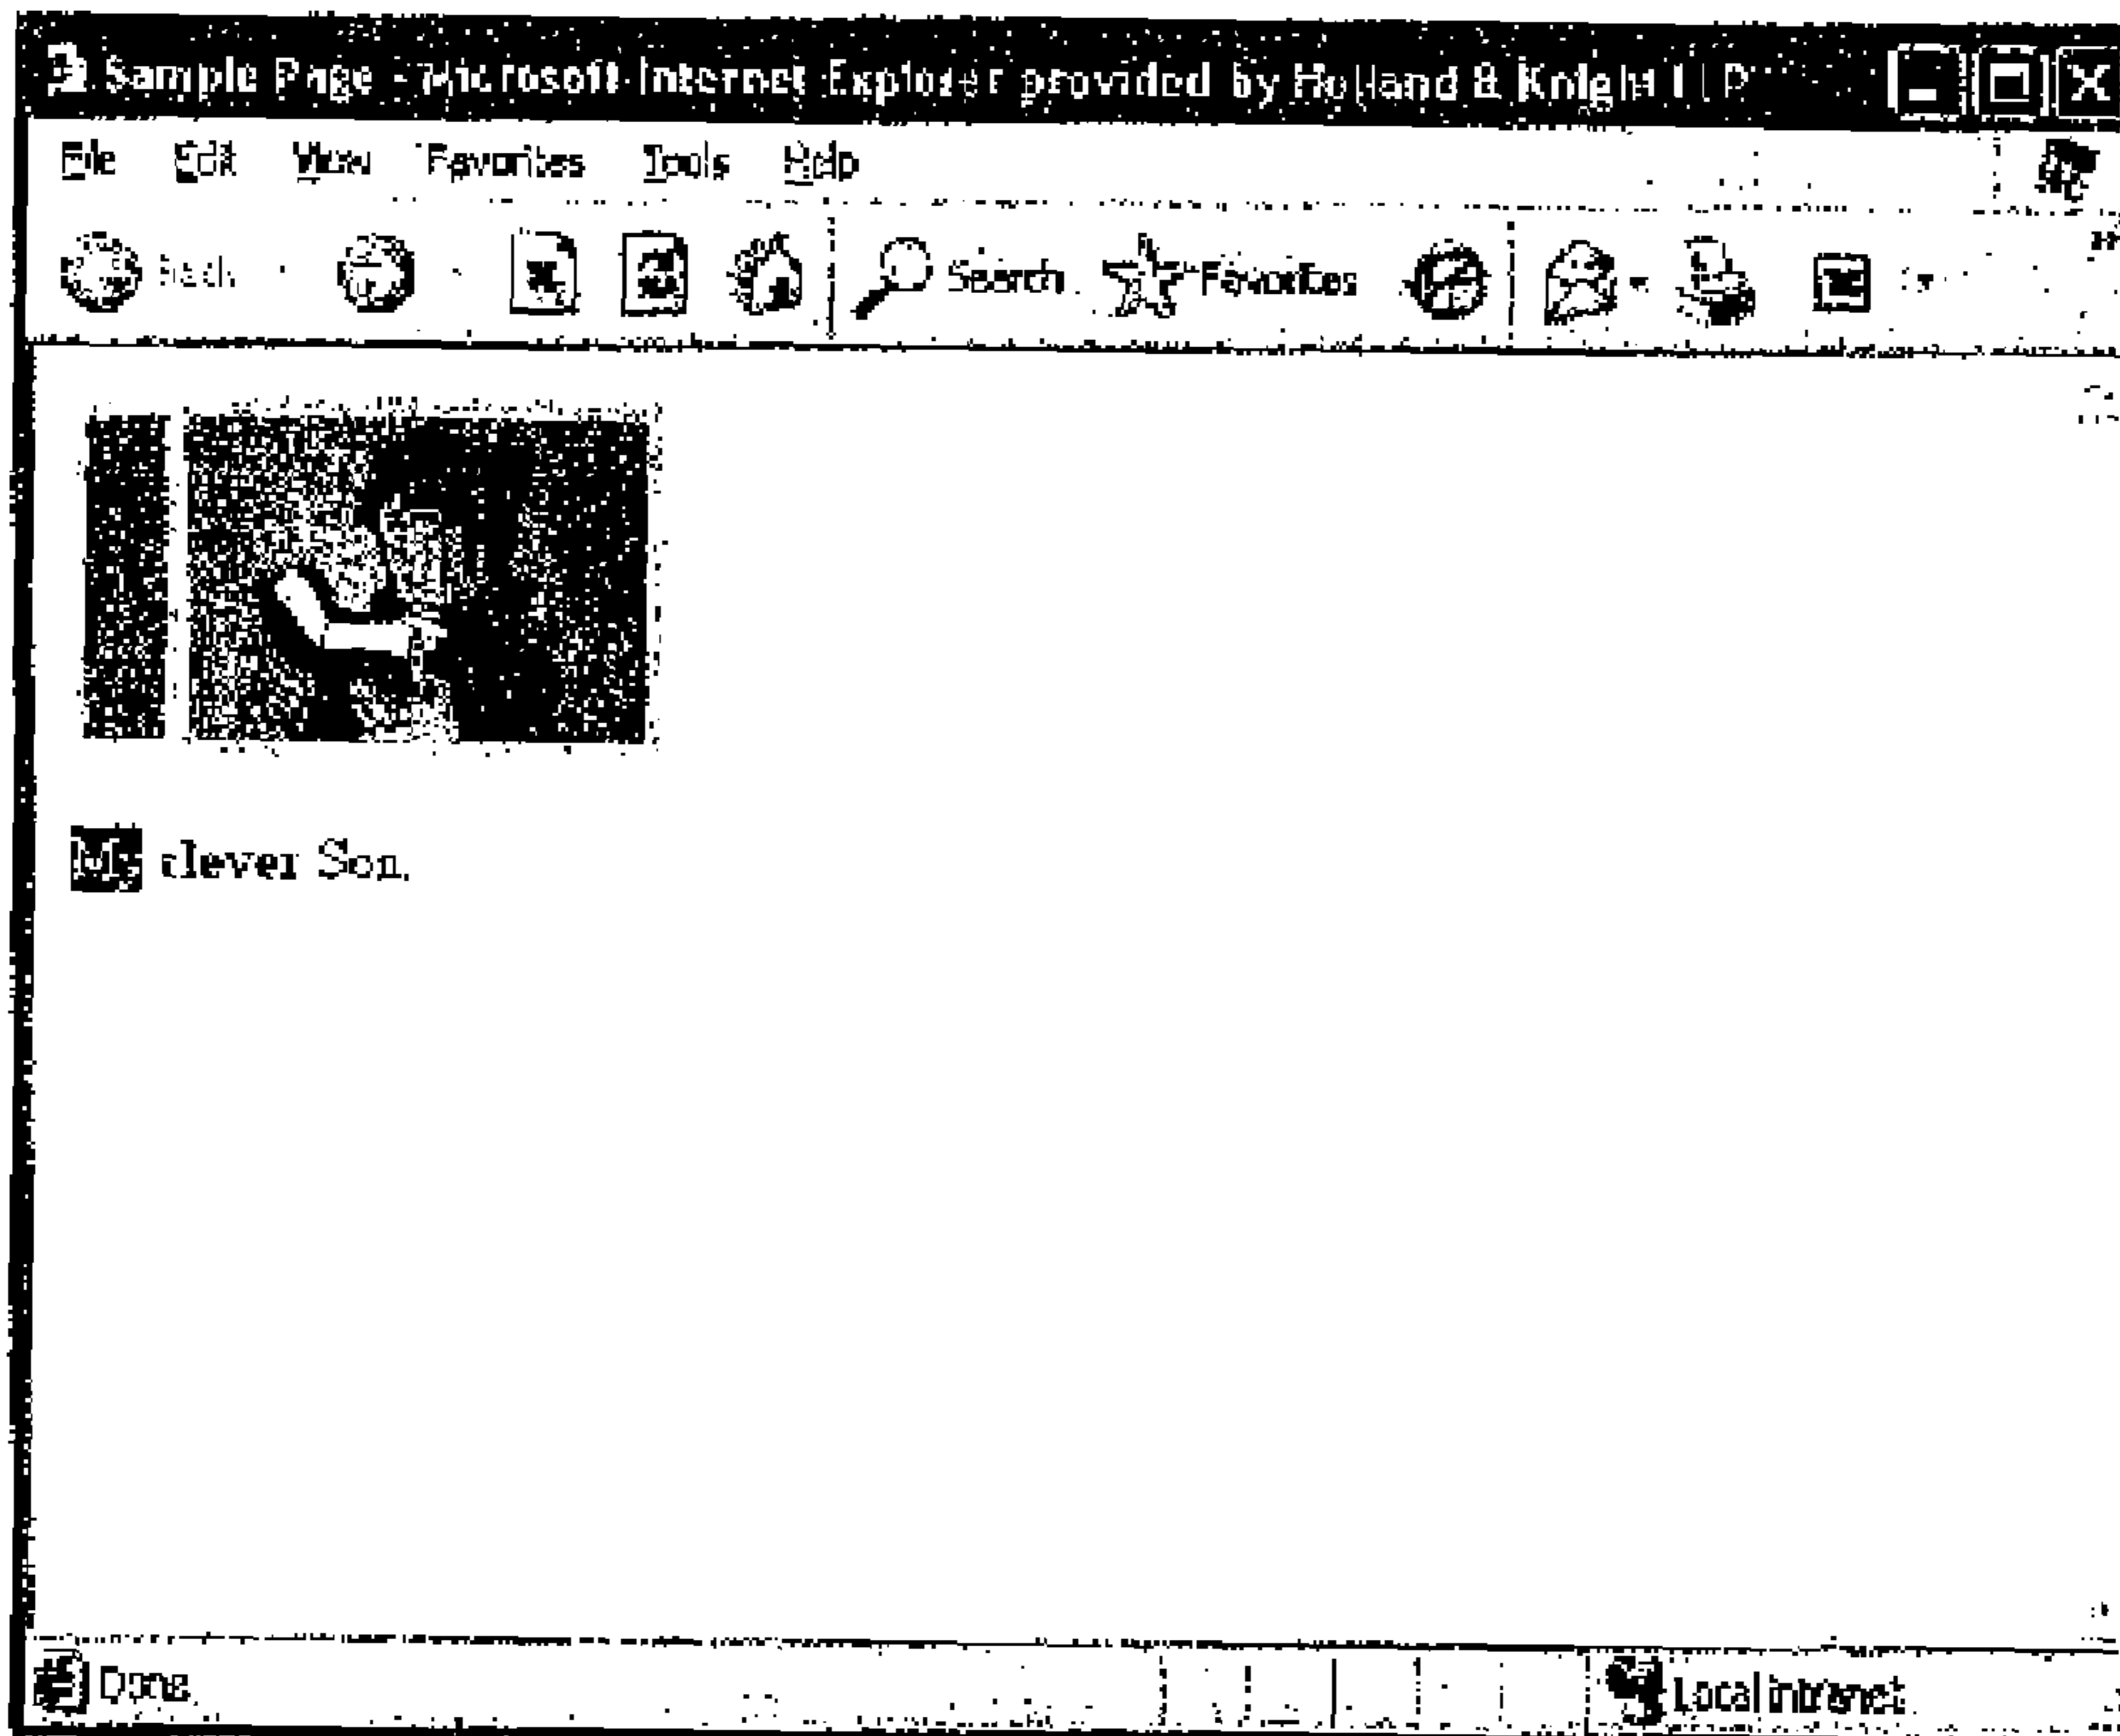 Sample Page - Microsoft Internet Explorer provided by Holland & Knight LLP
File Edit View Favorites Tools Help
Back Search Favorites
My clever Son.
Done Local intranet